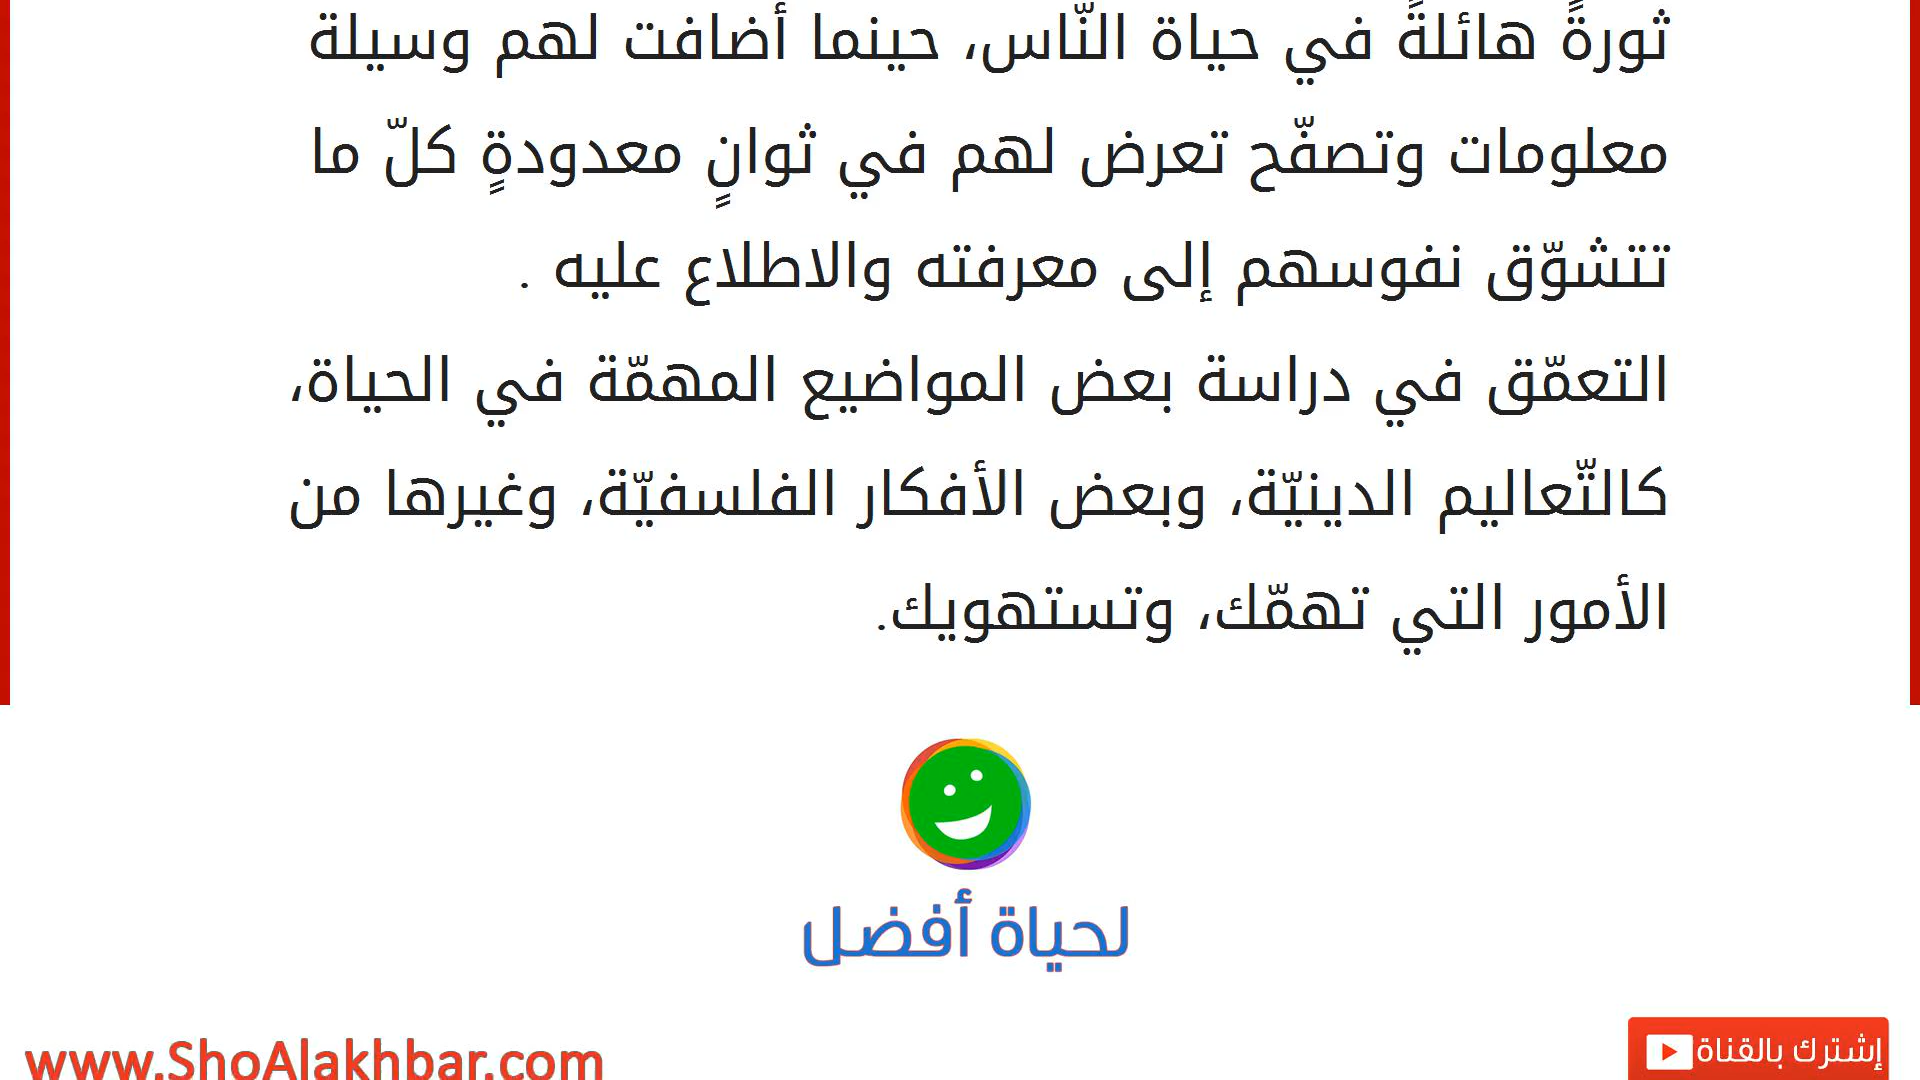 ثورةً هائلةً في حياة النّاس، حينما أضافت لهم وسيلة
معلومات وتصفّح تعرض لهم في ثوانٍ معدودةٍ كلّ ما
تتشوّق نفوسهم إلى معرفته والاطلاع عليه .
التعمّق في دراسة بعض المواضيع المهمّة في الحياة،
كالتّعاليم الدينيّة، وبعض الأفكار الفلسفيّة، وغيرها من
الأمور التي تهمّك، وتستهويك.
لحياة أفضل
www.ShoAlakhbar.com
إشترك بالقناة